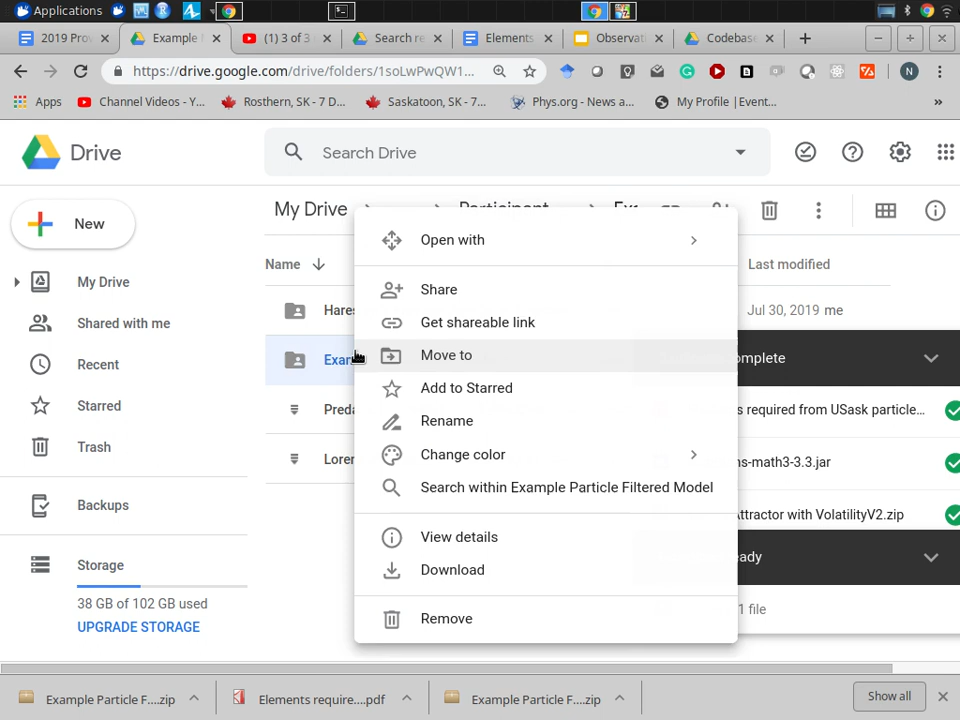 Applications
2019 Prov
Example
(1) 3 of 3
Search re
Elements
Observat
Codebas
https://drive.google.com/drive/folders/1soLwPwQW1...
N
Apps
Channel Videos - Y...
Rosthern, SK - 7 D...
Saskatoon, SK - 7...
Phys.org - News a...
My Profile |Event...
»
Drive
Search Drive
New
My Drive
Participant
My Drive
Shared with me
Recent
Starred
Trash
Backups
Storage
38 GB of 102 GB used
UPGRADE STORAGE
Name
Last modified
Hares
Jul 30, 2019 me
Exam
Preda
Loren
Open with
Share
Get shareable link
Move to
Add to Starred
Rename
Change color
Search within Example Particle Filtered Model
View details
Download
Remove
complete
s required from USask particle...
ns-math3-3.3.jar
Attractor with VolatilityV2.zip
eady
1 file
Example Particle F....zip
Elements require....pdf
Example Particle F....zip
Show all